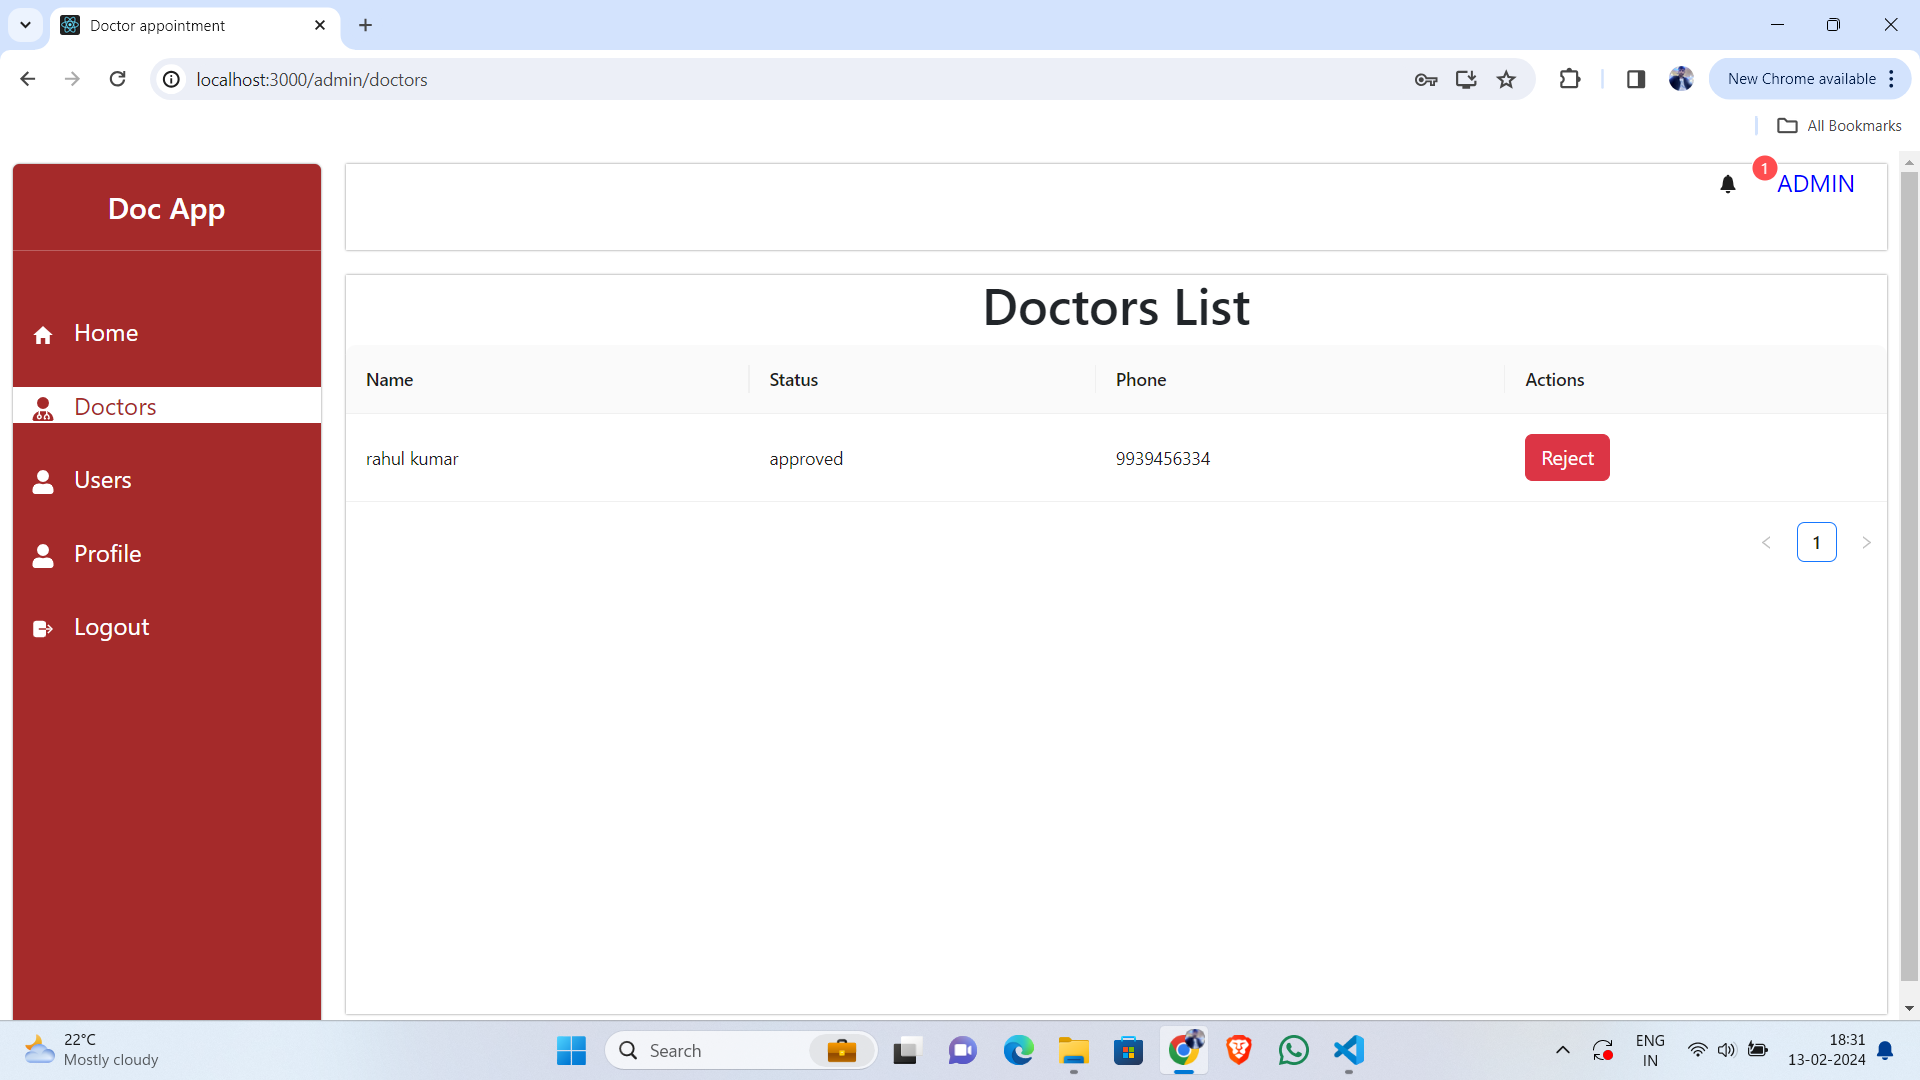 Doctor appointment
localhost:3000/admin/doctors
New Chrome available
All Bookmarks
Doc App
1
ADMIN
Home
Doctors
Users
Profile
Logout
Doctors List
Name Status Phone Actions
rahul kumar approved 9939456334 Reject
1
22°C
Mostly cloudy
Search
ENG
IN
18:31
13-02-2024